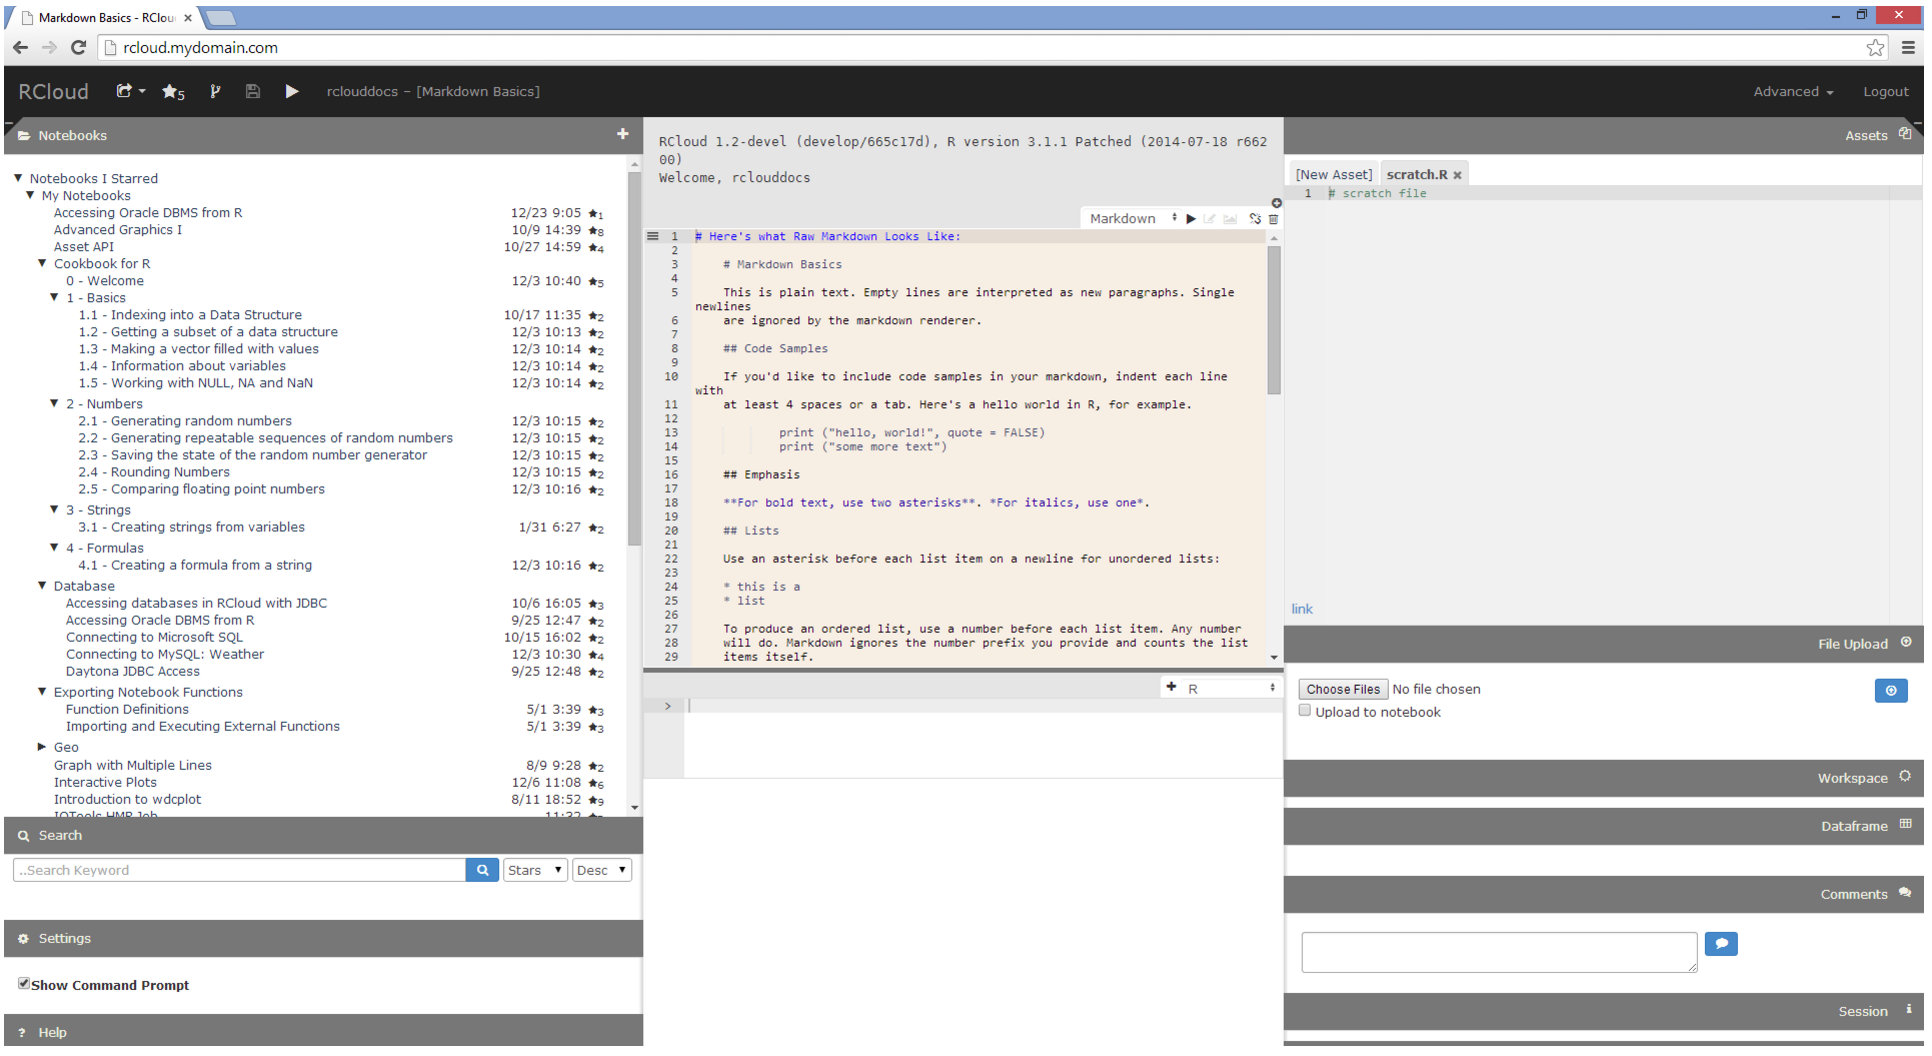 Markdown Basics - RClou
rcloud.mydomain.com
RCloud 5 rclouddocs – [Markdown Basics] Advanced Logout
Notebooks
Notebooks I Starred
My Notebooks
Accessing Oracle DBMS from R 12/23 9:05 ★1
Advanced Graphics I 10/9 14:39 ★8
Asset API 10/27 14:59 ★4
Cookbook for R
0 - Welcome 12/3 10:40 ★5
1 - Basics
1.1 - Indexing into a Data Structure 10/17 11:35 ★2
1.2 - Getting a subset of a data structure 12/3 10:13 ★2
1.3 - Making a vector filled with values 12/3 10:14 ★2
1.4 - Information about variables 12/3 10:14 ★2
1.5 - Working with NULL, NA and NaN 12/3 10:14 ★2
2 - Numbers
2.1 - Generating random numbers 12/3 10:15 ★2
2.2 - Generating repeatable sequences of random numbers 12/3 10:15 ★2
2.3 - Saving the state of the random number generator 12/3 10:15 ★2
2.4 - Rounding Numbers 12/3 10:15 ★2
2.5 - Comparing floating point numbers 12/3 10:16 ★2
3 - Strings
3.1 - Creating strings from variables 1/31 6:27 ★2
4 - Formulas
4.1 - Creating a formula from a string 12/3 10:16 ★2
Database
Accessing databases in RCloud with JDBC 10/6 16:05 ★3
Accessing Oracle DBMS from R 9/25 12:47 ★2
Connecting to Microsoft SQL 10/15 16:02 ★2
Connecting to MySQL: Weather 12/3 10:30 ★4
Daytona JDBC Access 9/25 12:48 ★2
Exporting Notebook Functions
Function Definitions 5/1 3:39 ★3
Importing and Executing External Functions 5/1 3:39 ★3
Geo
Graph with Multiple Lines 8/9 9:28 ★2
Interactive Plots 12/6 11:08 ★6
Introduction to wdcplot 8/11 18:52 ★9
IOTools HMR Job 11:32
Search
..Search Keyword Stars Desc
Settings
Show Command Prompt
? Help
RCloud 1.2-devel (develop/665c17d), R version 3.1.1 Patched (2014-07-18 r662
00)
Welcome, rclouddocs
Markdown
1 # Here's what Raw Markdown Looks Like:
2
3 # Markdown Basics
4
5 This is plain text. Empty lines are interpreted as new paragraphs. Single
newlines
6 are ignored by the markdown renderer.
7
8 ## Code Samples
9
10 If you'd like to include code samples in your markdown, indent each line
with
11 at least 4 spaces or a tab. Here's a hello world in R, for example.
12
13 print ("hello, world!", quote = FALSE)
14 print ("some more text")
15
16 ## Emphasis
17
18 **For bold text, use two asterisks**. *For italics, use one*.
19
20 ## Lists
21
22 Use an asterisk before each list item on a newline for unordered lists:
23
24 * this is a
25 * list
26
27 To produce an ordered list, use a number before each list item. Any number
28 will do. Markdown ignores the number prefix you provide and counts the list
29 items itself.
+ R
>
Assets
[New Asset] scratch.R
1 # scratch file
link
File Upload
Choose Files No file chosen
Upload to notebook
Workspace
Dataframe
Comments
Session